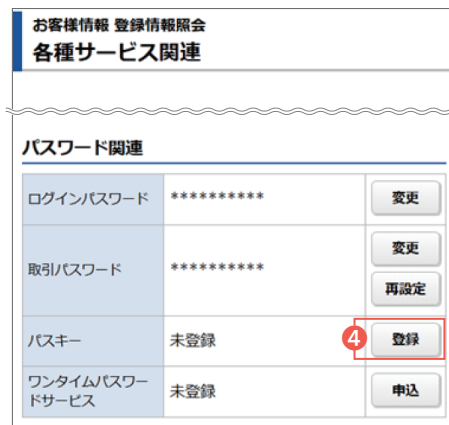 お客様情報 登録情報照会
各種サービス関連
パスワード関連
ログインパスワード ********** 変更
取引パスワード ********** 変更
再設定
パスキー 未登録 4 登録
ワンタイムパスワー
ドサービス 未登録 申込